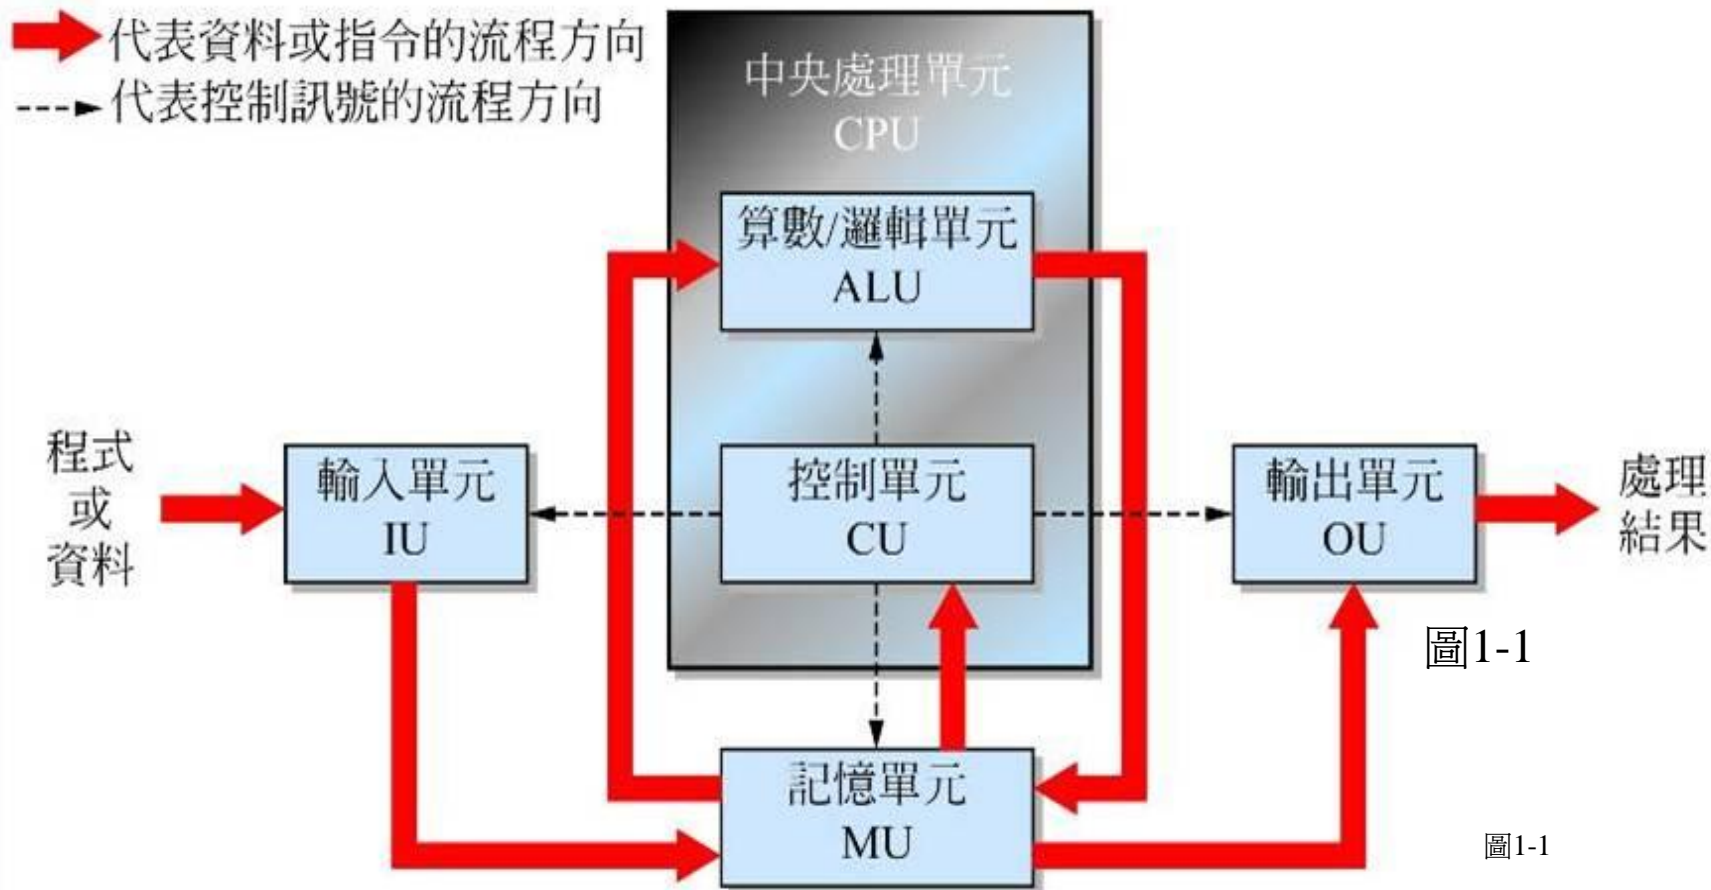 代表資料或指令的流程方向
代表控制訊號的流程方向
中央處理單元
CPU
算數/邏輯單元
ALU
程式
或
資料
輸入單元
IU
控制單元
CU
輸出單元
OU
處理
結果
圖1-1
記憶單元
MU
圖1-1